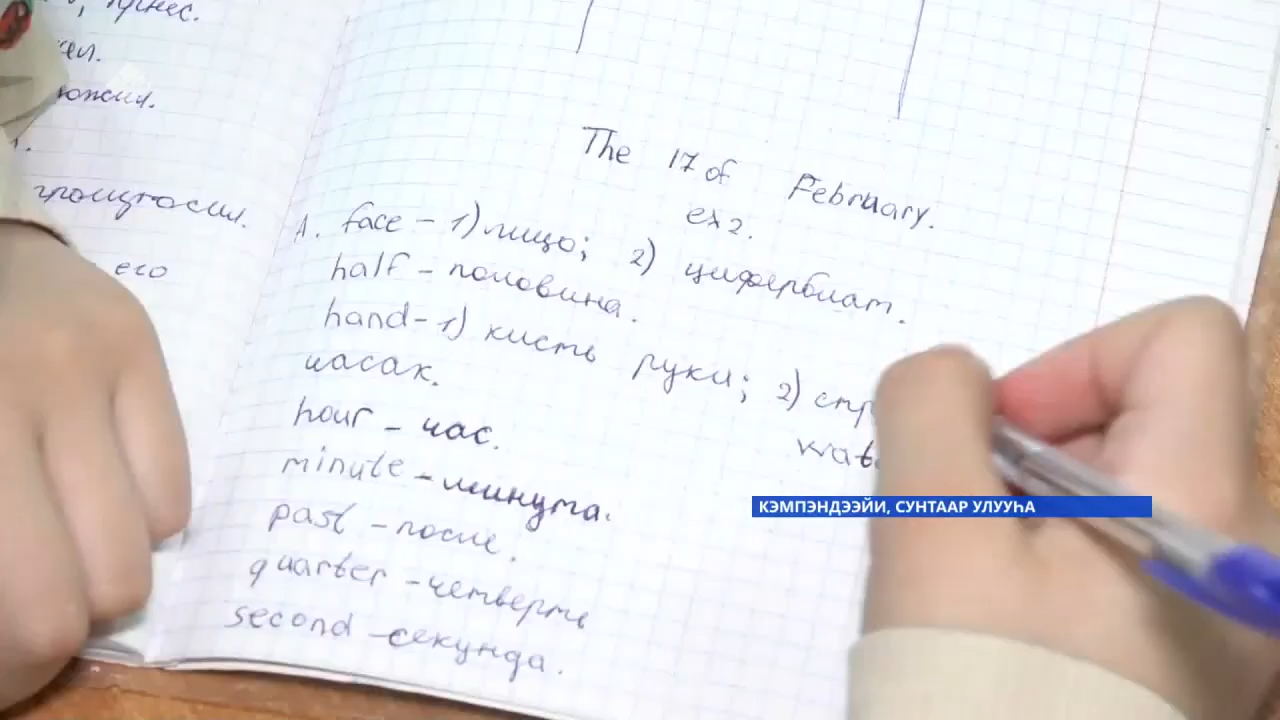 его
The 17 of February.
ex 2.
A. face - 1) лицо; 2) циферблат.
half - половина.
hand - 1) кисть руки; 2)
часах.
hour - час.
minute - минута.
past - после.
quarter - четверть
second - секунда.
КЭМПЭНДЭЭЙИ, СУНТААР УЛУУҺА